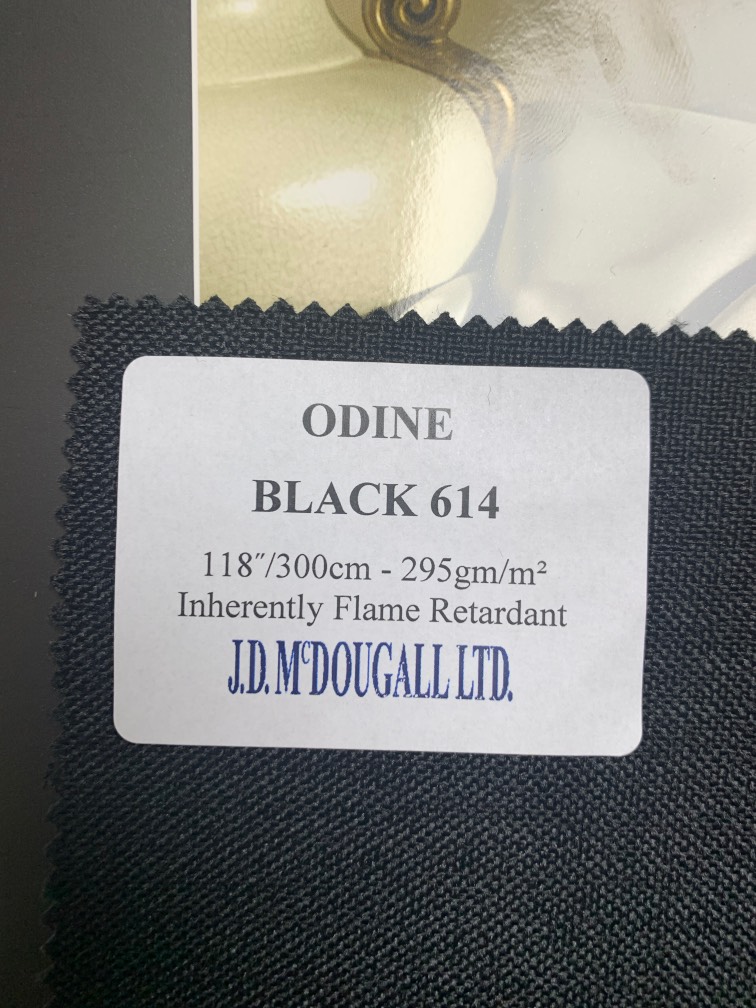 ODINE
BLACK 614
118″/300cm - 295gm/m²
Inherently Flame Retardant
J.D. McDOUGALL LTD.